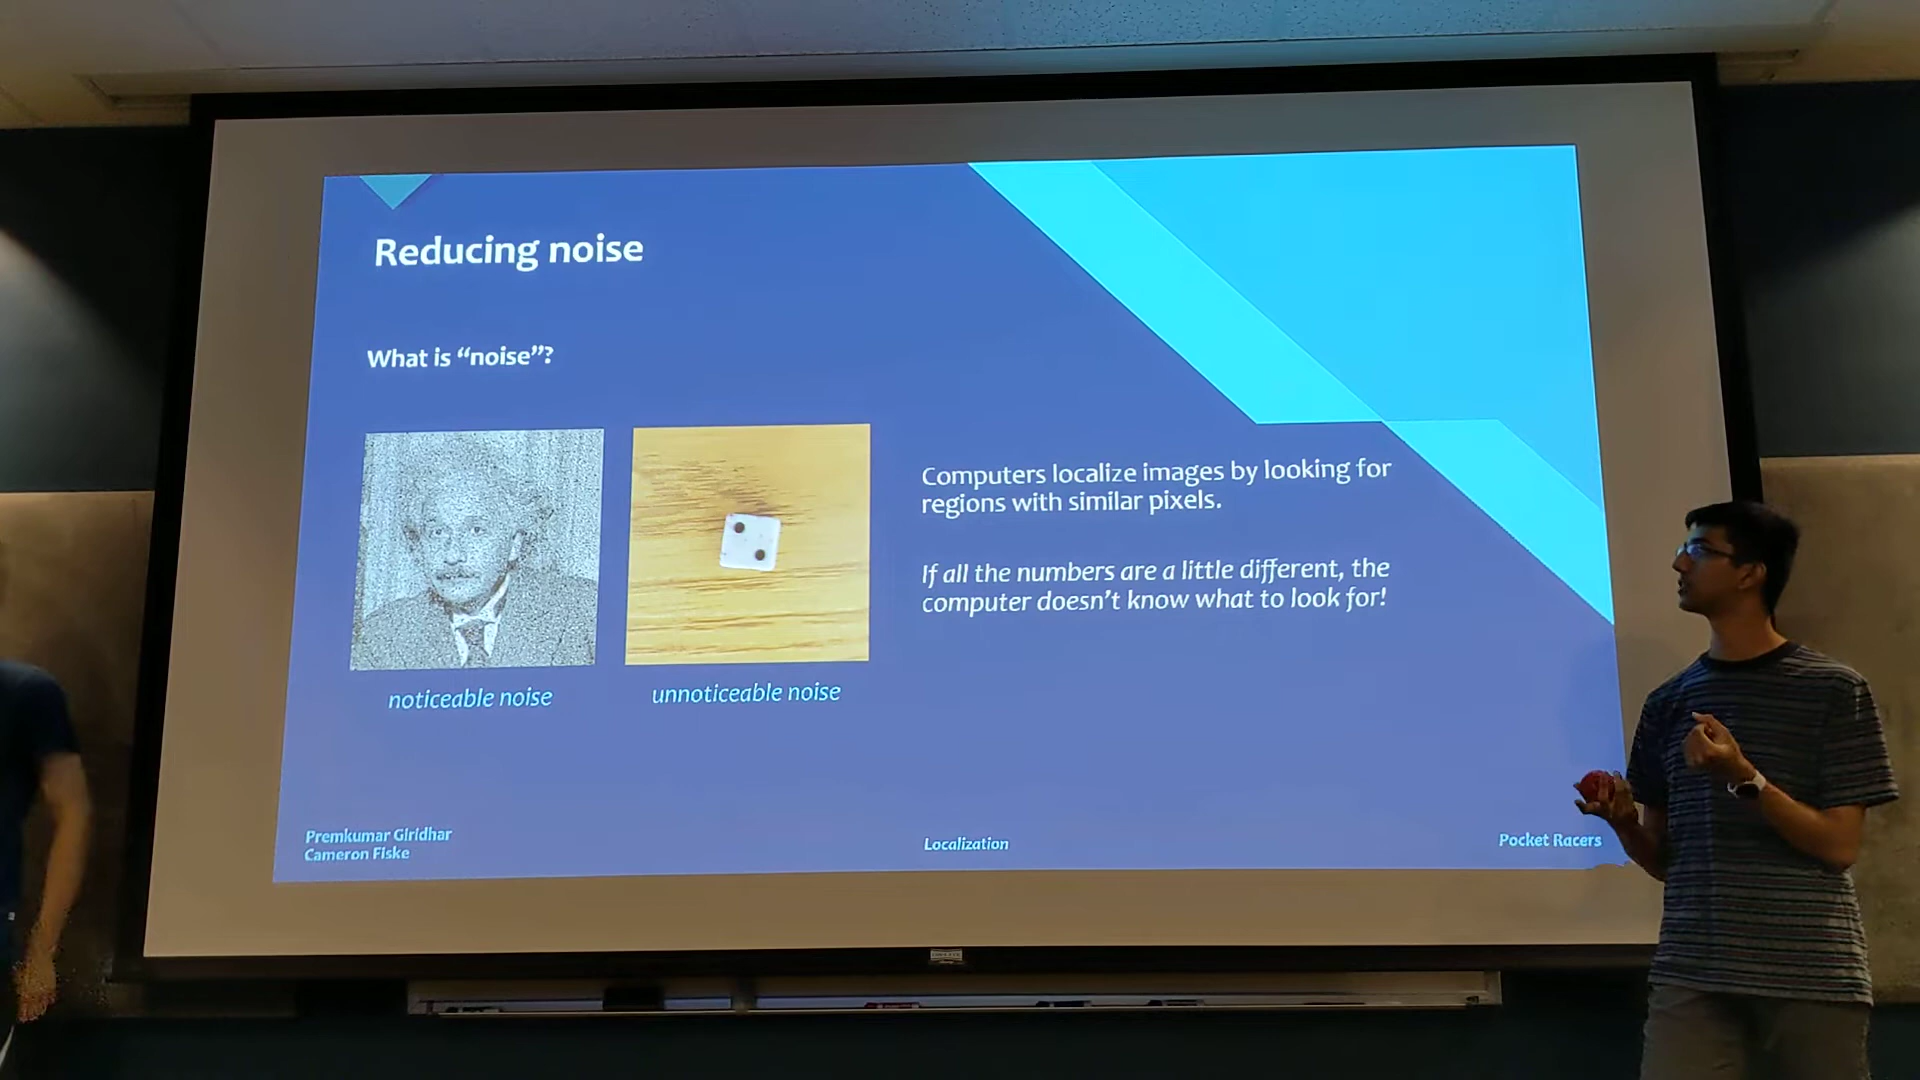 Reducing noise
What is “noise”?
Computers localize images by looking for
regions with similar pixels.
If all the numbers are a little different, the
computer doesn’t know what to look for!
noticeable noise
unnoticeable noise
Premkumar Giridhar
Cameron Fiske
Localization
Pocket Racers